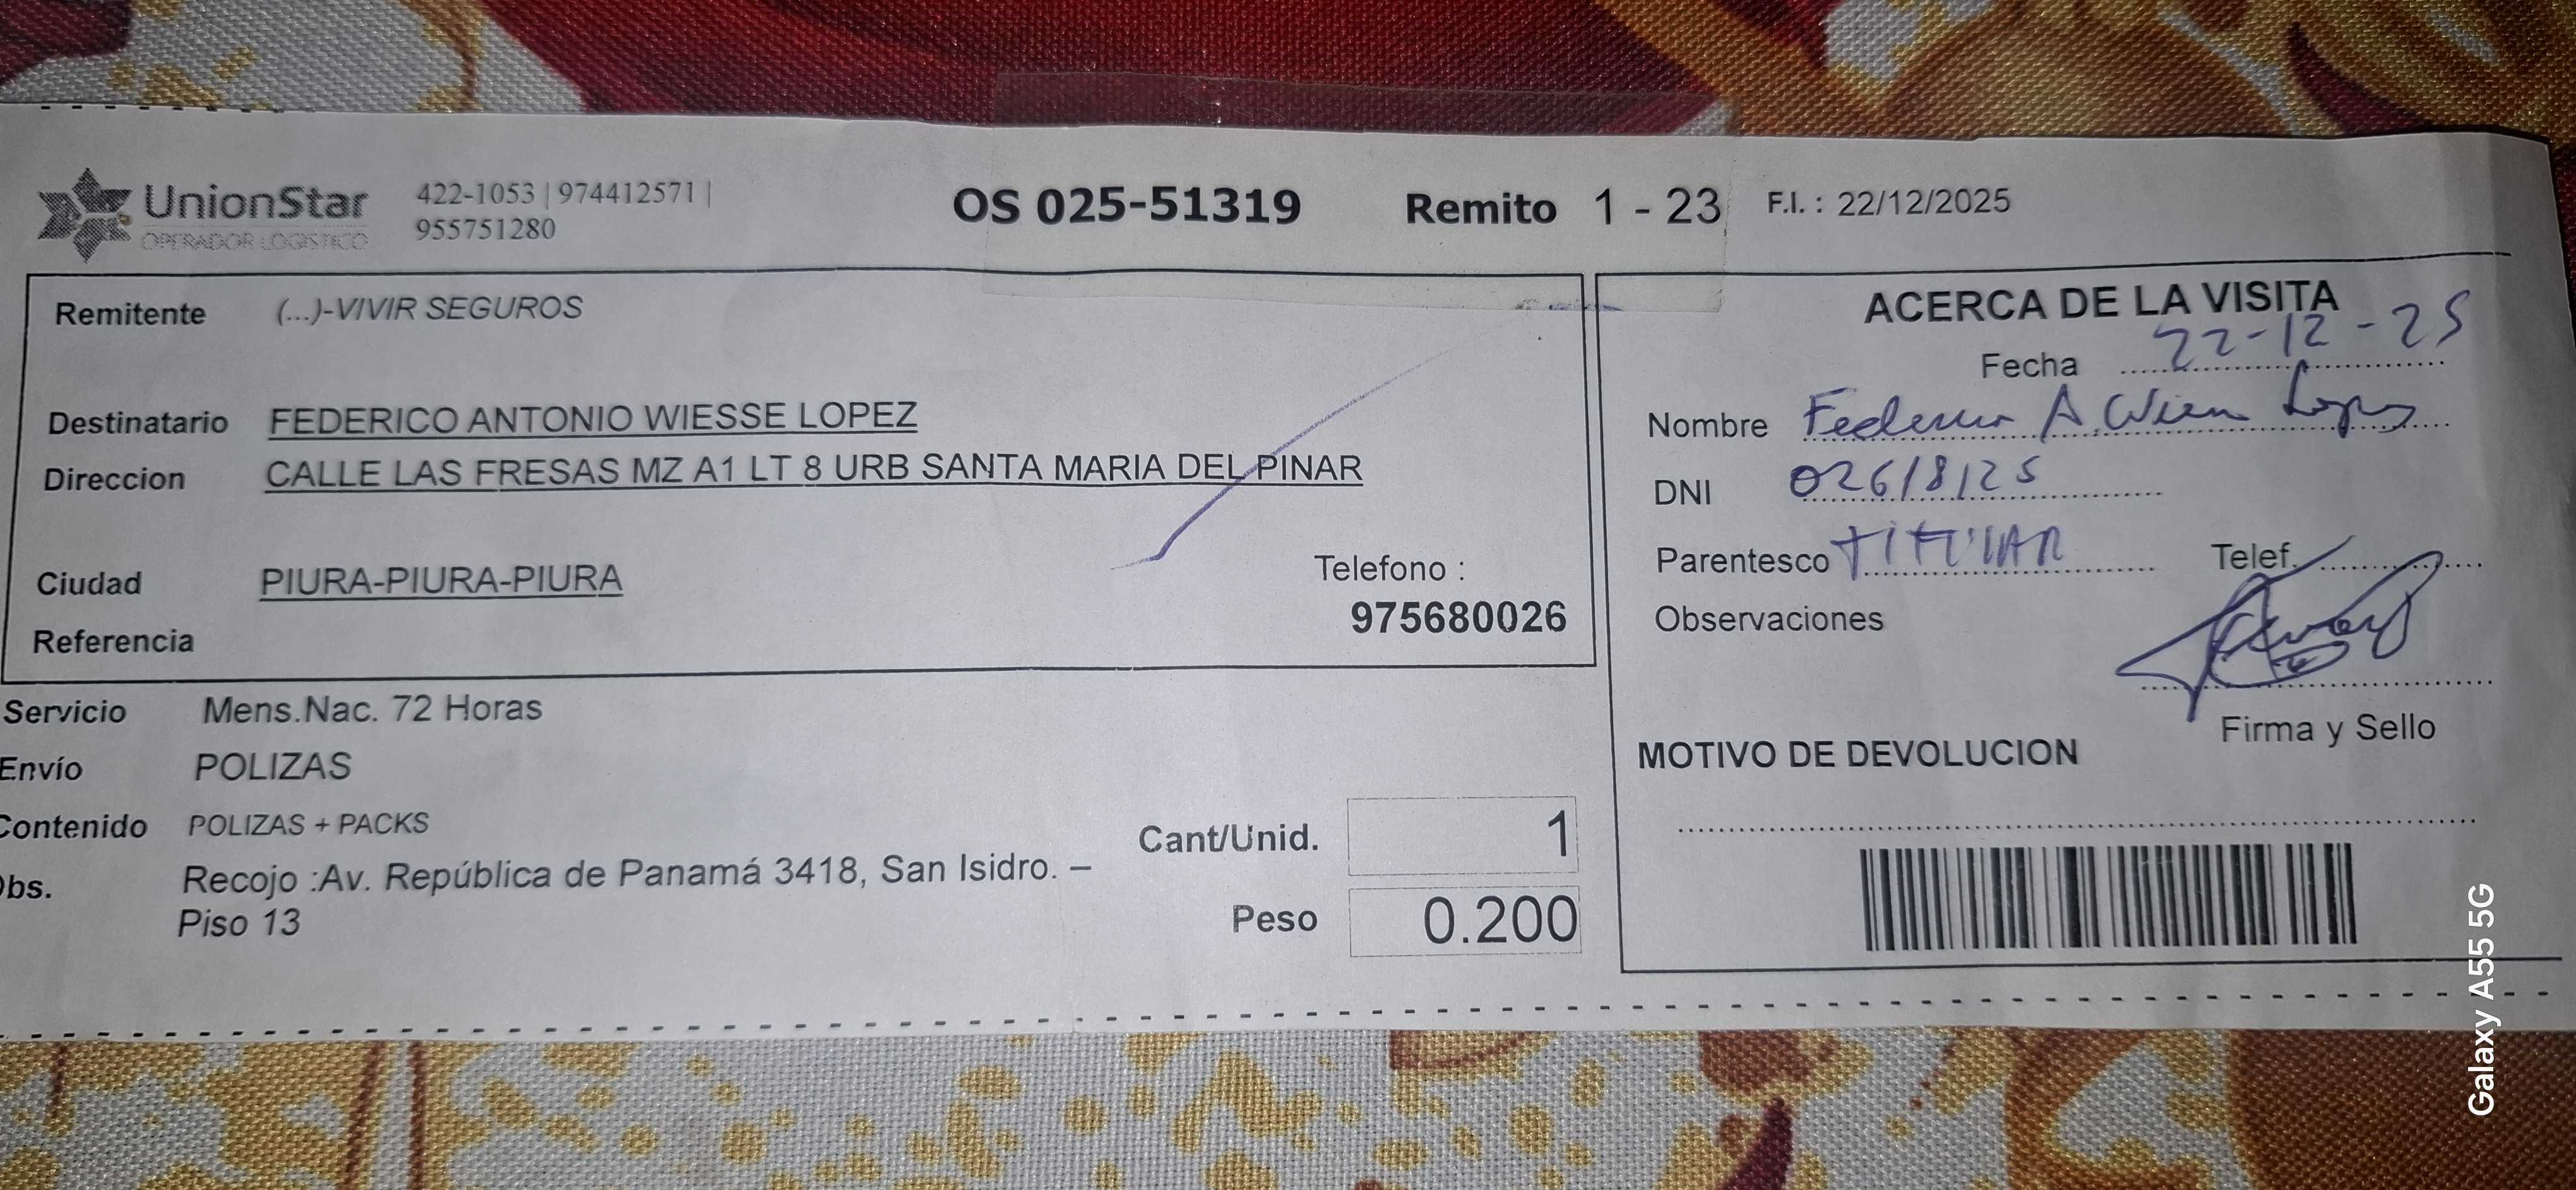 UnionStar
OPERADOR LOGISTICO
422-1053 | 974412571 |
955751280
OS 025-51319 Remito 1 - 23 F.I. : 22/12/2025
Remitente (...)-VIVIR SEGUROS
Destinatario FEDERICO ANTONIO WIESSE LOPEZ
Direccion CALLE LAS FRESAS MZ A1 LT 8 URB SANTA MARIA DEL PINAR
Ciudad PIURA-PIURA-PIURA
Telefono :
975680026
Referencia
Servicio Mens.Nac. 72 Horas
Envío POLIZAS
Contenido POLIZAS + PACKS
Obs. Recojo :Av. República de Panamá 3418, San Isidro. –
Piso 13
Cant/Unid. 1
Peso 0.200
ACERCA DE LA VISITA
Fecha 22-12-25
Nombre Federico A. Wiesse Lopez
DNI 02618125
Parentesco TITULAR Telef.
Observaciones
Firma y Sello
MOTIVO DE DEVOLUCION
Galaxy A55 5G